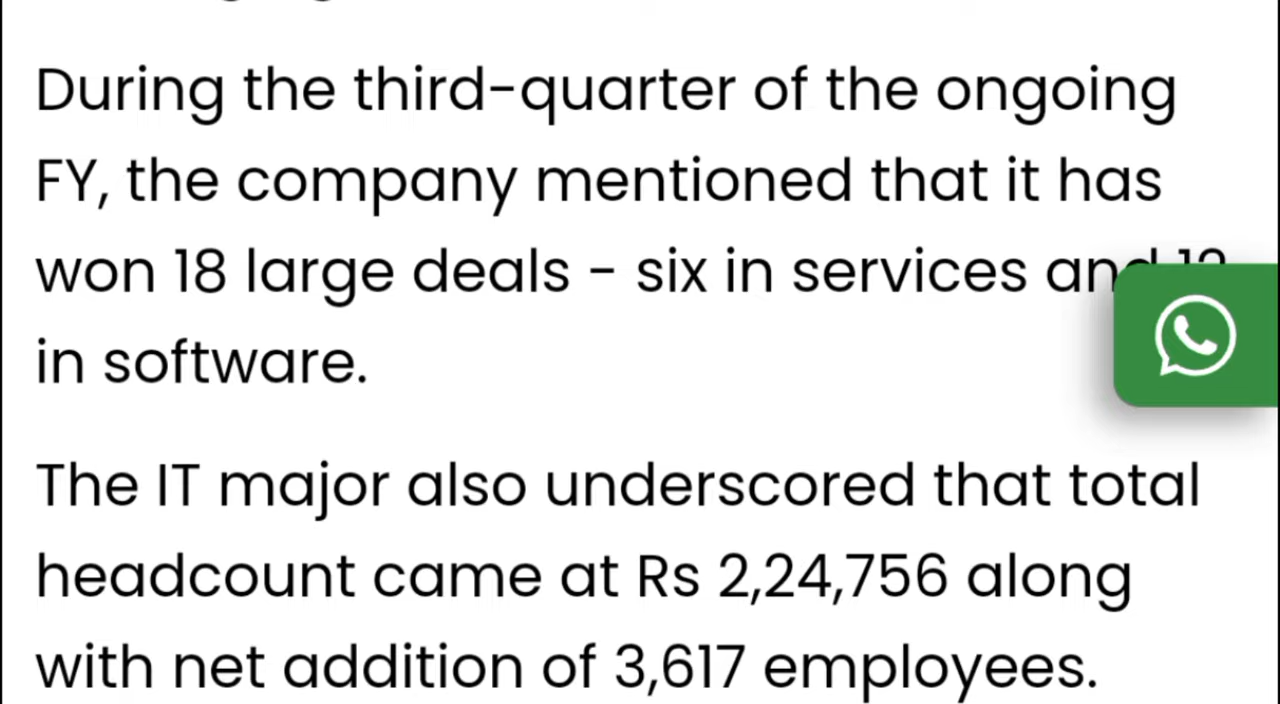 During the third-quarter of the ongoing
FY, the company mentioned that it has
won 18 large deals - six in services and 12
in software.
The IT major also underscored that total
headcount came at Rs 2,24,756 along
with net addition of 3,617 employees.